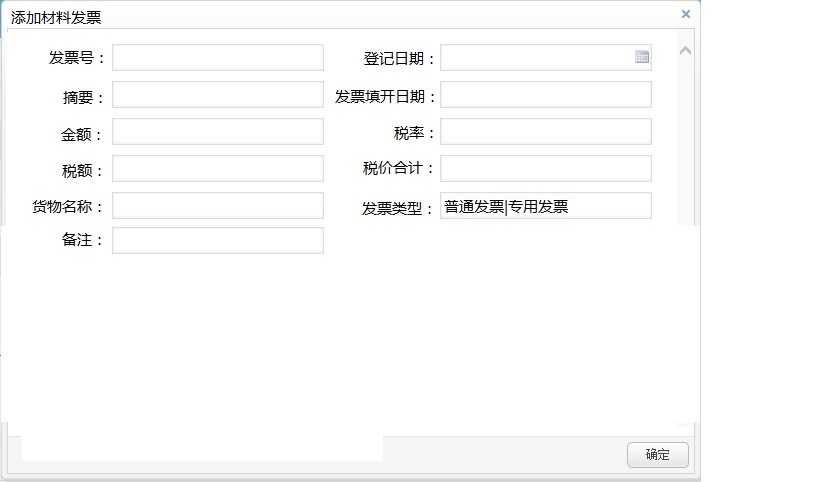 添加材料发票
发票号： 登记日期：
摘要： 发票填开日期：
金额： 税率：
税额： 税价合计：
货物名称： 发票类型： 普通发票|专用发票
备注：
确定